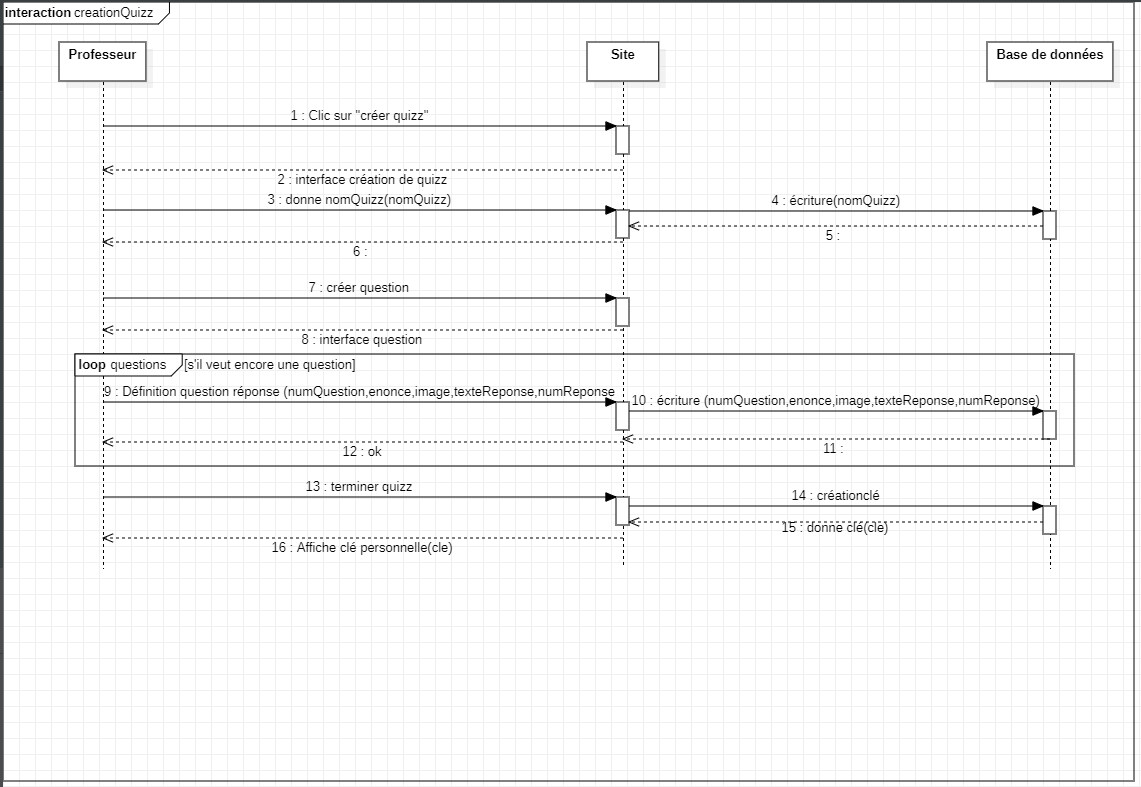 interaction creationQuizz
Professeur
Site
Base de données
1 : Clic sur "créer quizz"
2 : interface création de quizz
3 : donne nomQuizz(nomQuizz)
4 : écriture(nomQuizz)
5 :
6 :
7 : créer question
8 : interface question
loop questions
[s'il veut encore une question]
9 : Définition question réponse (numQuestion,enonce,image,texteReponse,numReponse
10 : écriture (numQuestion,enonce,image,texteReponse,numReponse)
11 :
12 : ok
13 : terminer quizz
14 : créationclé
15 : donne clé(cle)
16 : Affiche clé personnelle(cle)